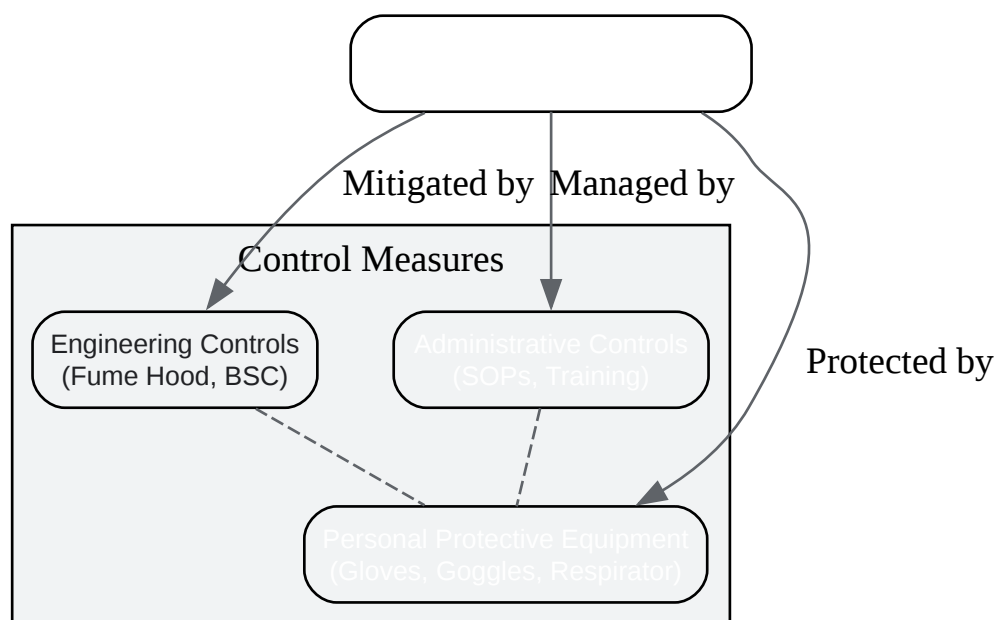 Mitigated by
Managed by
Control Measures
Engineering Controls
(Fume Hood, BSC)
Administrative Controls
(SOPs, Training)
Protected by
Personal Protective Equipment
(Gloves, Goggles, Respirator)